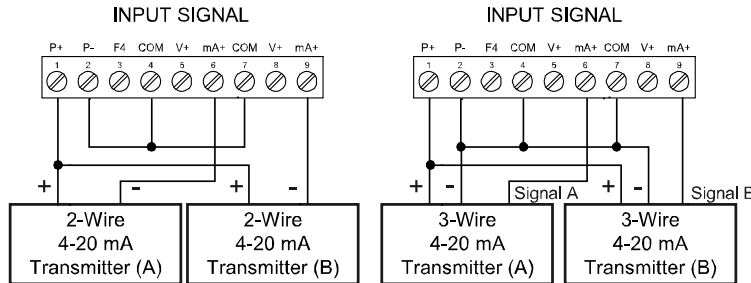 INPUT SIGNAL
P+ P- F4 COM V+ mA+ COM V+ mA+
1 2 3 4 5 6 7 8 9
+ - + -
2-Wire
4-20 mA
Transmitter (A)
2-Wire
4-20 mA
Transmitter (B)
INPUT SIGNAL
P+ P- F4 COM V+ mA+ COM V+ mA+
1 2 3 4 5 6 7 8 9
+ - Signal A + - Signal B
3-Wire
4-20 mA
Transmitter (A)
3-Wire
4-20 mA
Transmitter (B)